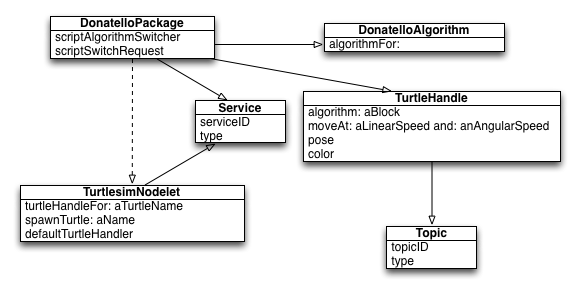 DonatelloPackage
scriptAlgorithmSwitcher
scriptSwitchRequest
DonatelloAlgorithm
algorithmFor:
Service
serviceID
type
TurtleHandle
algorithm: aBlock
moveAt: aLinearSpeed and: anAngularSpeed
pose
color
TurtlesimNodelet
turtleHandleFor: aTurtleName
spawnTurtle: aName
defaultTurtleHandler
Topic
topicID
type